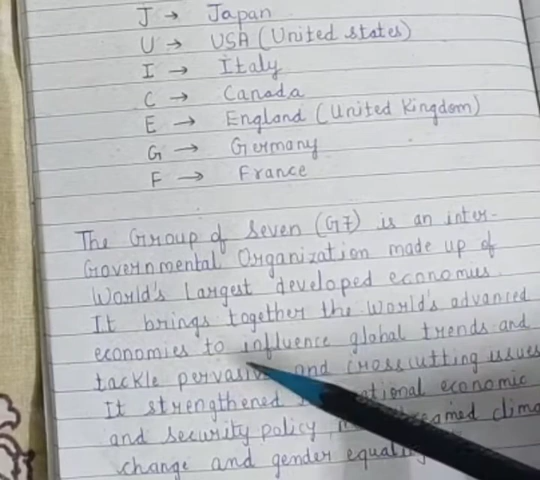 J → Japan
U → USA (United states)
I → Italy
C → Canada
E → England (United Kingdom)
G → Germany
F → France
The Group of Seven (G7) is an inter-
Governmental Organization made up of
World's Largest developed economies.
It brings together the World's advanced
economies to influence global trends and
tackle and crosscutting issues
It strengthened economic
and security policy
change and gender